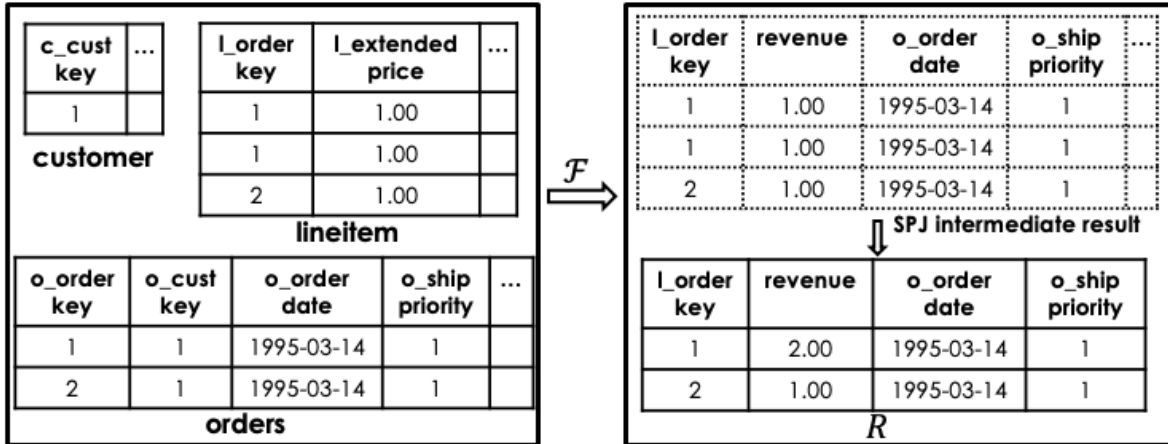 c_cust key ...
1
customer
l_order key l_extended price ...
1 1.00
1 1.00
2 1.00
lineitem
o_order key o_cust key o_order date o_ship priority ...
1 1 1995-03-14 1
2 1 1995-03-14 1
orders
ℱ
l_order key revenue o_order date o_ship priority ...
1 1.00 1995-03-14 1
1 1.00 1995-03-14 1
2 1.00 1995-03-14 1
SPJ intermediate result
l_order key revenue o_order date o_ship priority
1 2.00 1995-03-14 1
2 1.00 1995-03-14 1
R